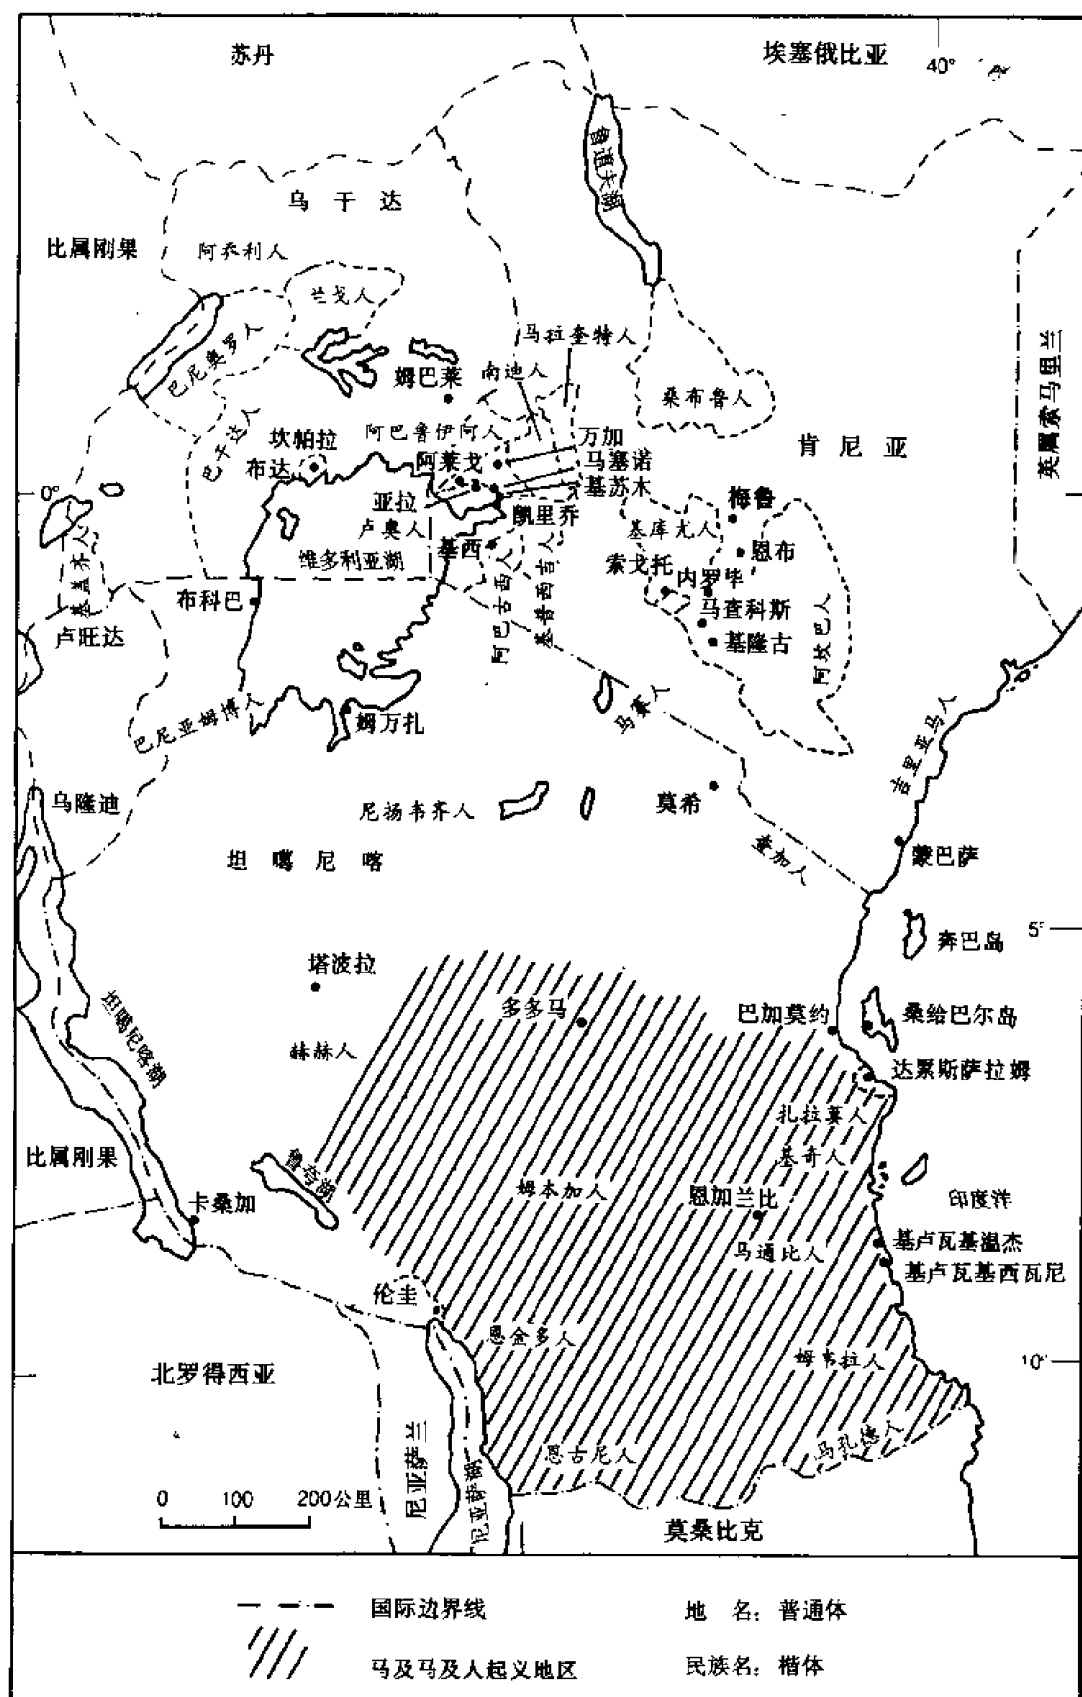 苏丹
埃塞俄比亚
40°
鲁道夫湖
乌干达
比属刚果
阿乔利人
兰戈人
巴尼奥罗人
马拉奎特人
英属索马里兰
姆巴莱
南迪人
桑布鲁人
巴干达人
坎帕拉
阿巴鲁伊阿人
万加
肯尼亚
布达
阿莱戈
马塞诺
0°
亚拉
基苏木
卢奥人
凯里乔
梅鲁
基库尤人
基盖齐人
维多利亚湖
基西
恩布
索戈托
内罗毕
布科巴
阿巴古西人
基普西吉人
马查科斯
卢旺达
基隆古
阿坎巴人
巴尼亚姆博人
姆万扎
马赛人
吉里亚马人
乌隆迪
尼扬韦齐人
莫希
坦噶尼喀
查加人
蒙巴萨
5°
奔巴岛
塔波拉
多多马
巴加莫约
桑给巴尔岛
坦噶尼喀湖
赫赫人
达累斯萨拉姆
扎拉莫人
比属刚果
鲁夸湖
基奇人
姆本加人
恩加兰比
印度洋
卡桑加
马通比人
基卢瓦基温杰
基卢瓦基西瓦尼
伦圭
恩金多人
姆韦拉人
10°
北罗得西亚
马孔德人
恩古尼人
尼亚萨兰
尼亚萨湖
0 100 200公里
莫桑比克
国际边界线
地 名：普通体
马及马及人起义地区
民族名：楷体